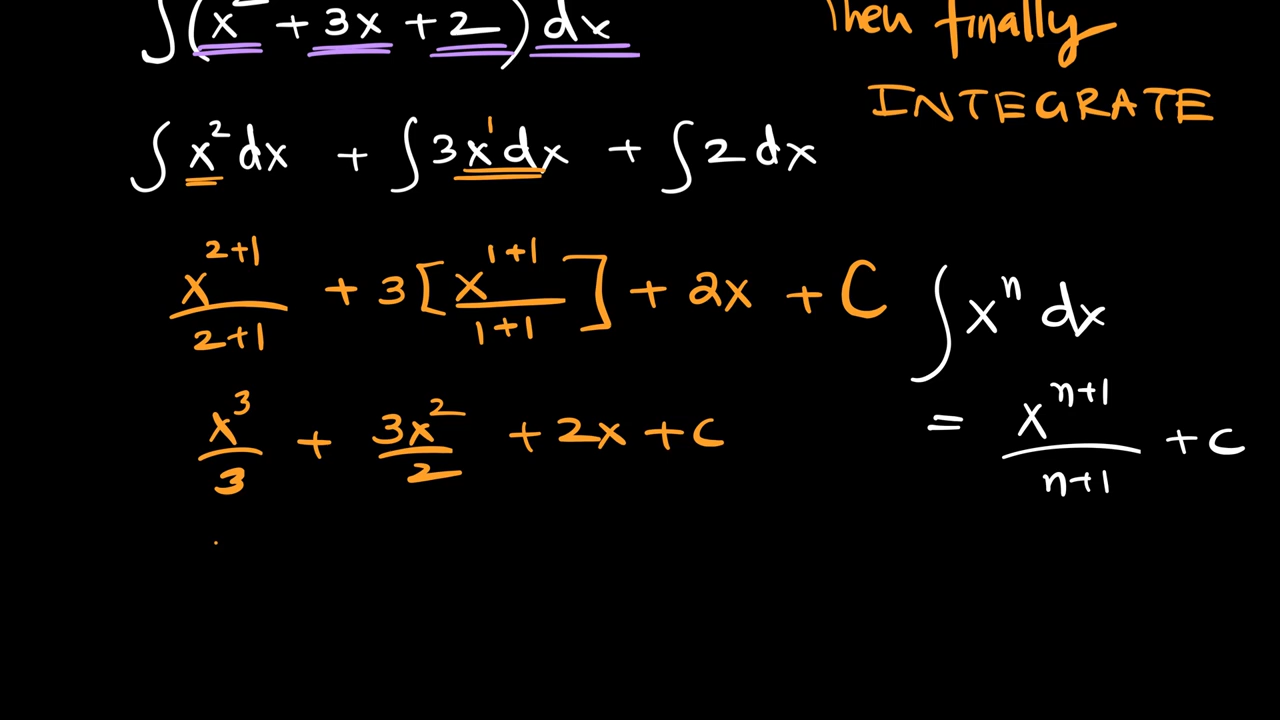 ∫(x² + 3x + 2) dx
Then finally
INTEGRATE
∫ x² dx + ∫ 3x¹ dx + ∫ 2 dx
x^(2+1)/(2+1) + 3[x^(1+1)/(1+1)] + 2x + C
x³/3 + 3x²/2 + 2x + C
∫ xⁿ dx
= x^(n+1)/(n+1) + C